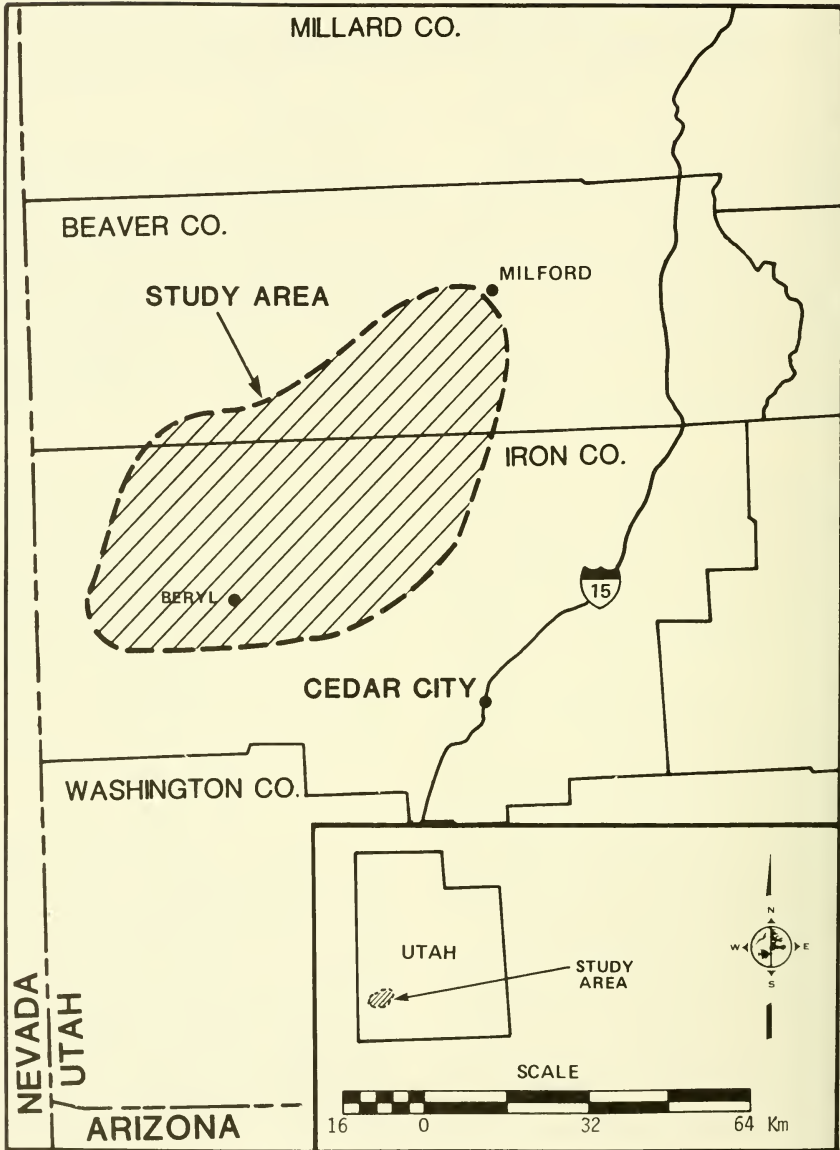 MILLARD CO.
BEAVER CO.
MILFORD
STUDY AREA
IRON CO.
15
BERYL
CEDAR CITY
WASHINGTON CO.
NEVADA
UTAH
ARIZONA
UTAH
STUDY
AREA
N
W E
S
SCALE
16 0 32 64 Km